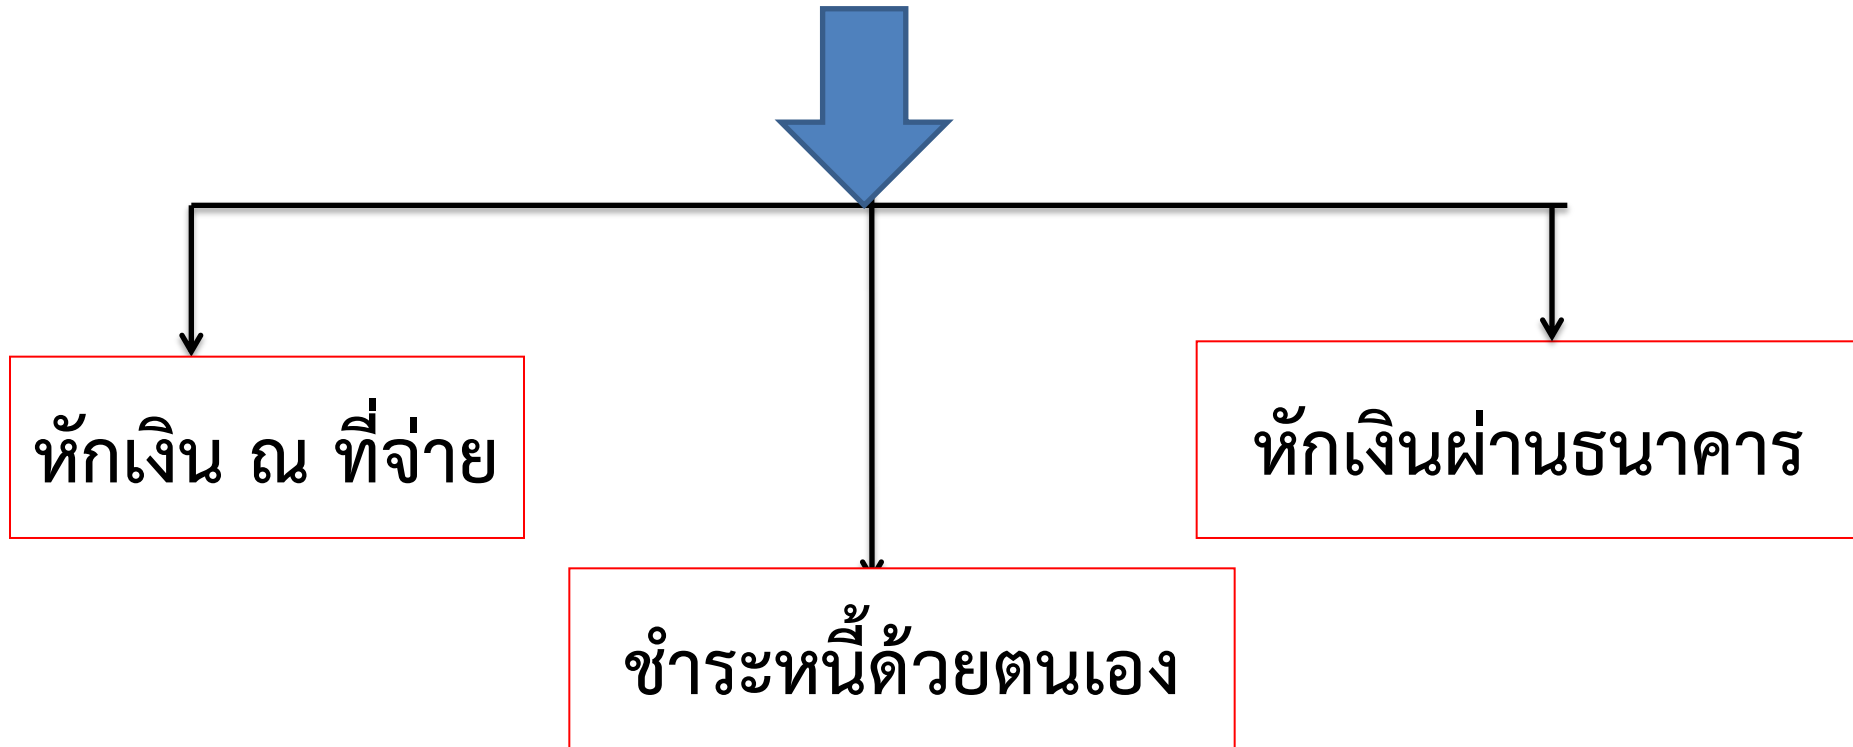 หักเงิน ณ ที่จ่าย
หักเงินผ่านธนาคาร
ชำระหนี้ด้วยตนเอง